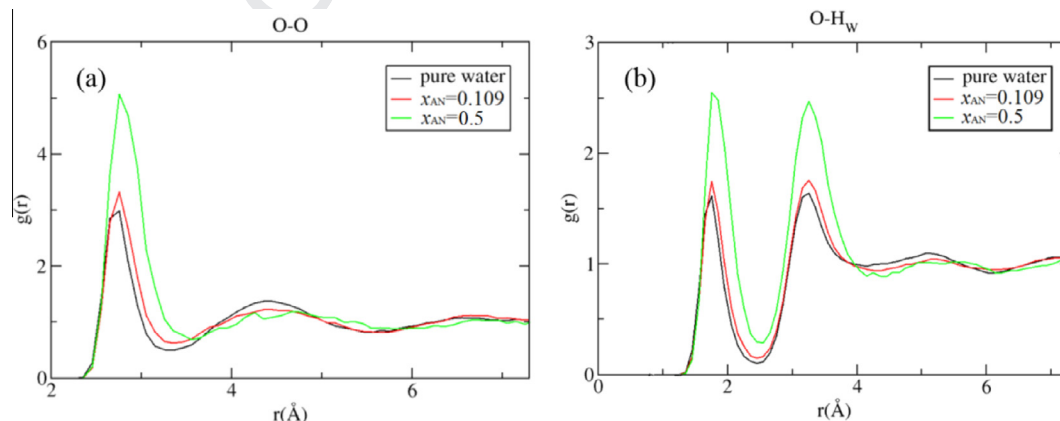 O-O
(a)
pure water
xAN=0.109
xAN=0.5
6
4
2
0
g(r)
2
4
6
r(Å)
O-HW
(b)
pure water
xAN=0.109
xAN=0.5
3
2
1
0
g(r)
0
2
4
6
r(Å)